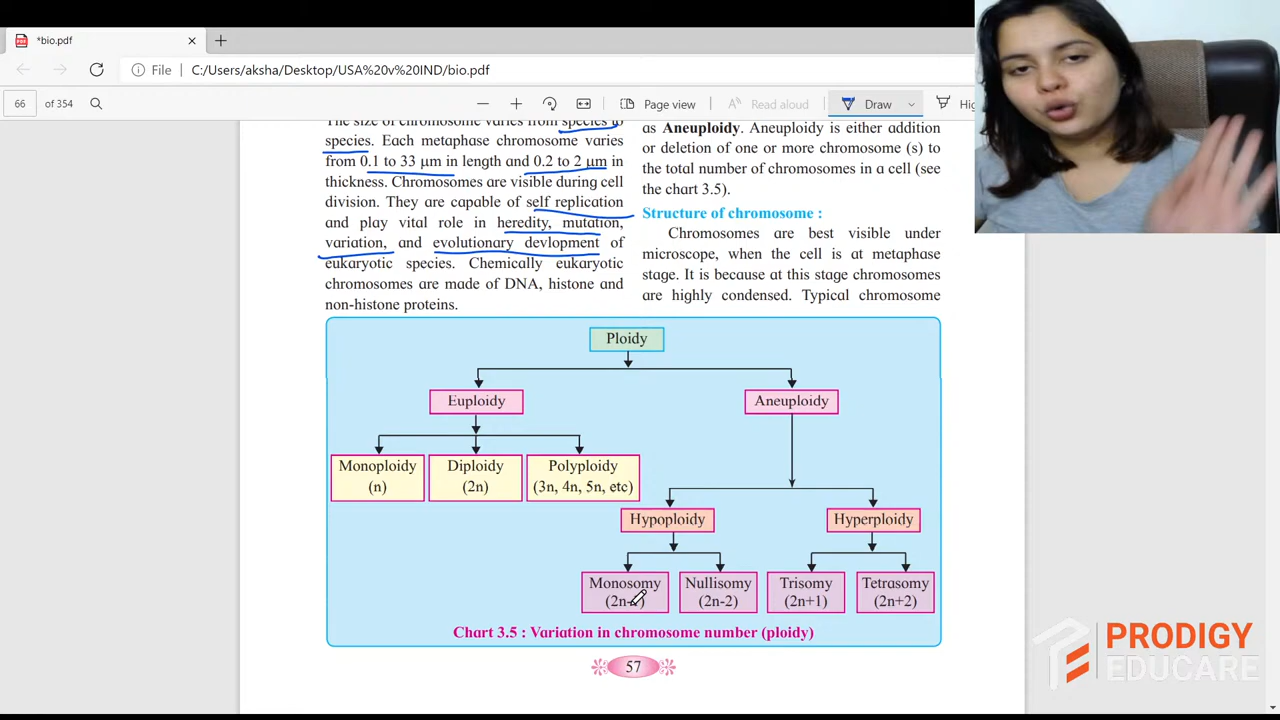 *bio.pdf
File
C:/Users/aksha/Desktop/USA%20v%20IND/bio.pdf
66 of 354
Page view
Read aloud
Draw
The size of chromosome varies from species to
species. Each metaphase chromosome varies
from 0.1 to 33 μm in length and 0.2 to 2 μm in
thickness. Chromosomes are visible during cell
division. They are capable of self replication
and play vital role in heredity, mutation,
variation, and evolutionary devlopment of
eukaryotic species. Chemically eukaryotic
chromosomes are made of DNA, histone and
non-histone proteins.
as Aneuploidy. Aneuploidy is either addition
or deletion of one or more chromosome (s) to
the total number of chromosomes in a cell (see
the chart 3.5).
Structure of chromosome :
Chromosomes are best visible under
microscope, when the cell is at metaphase
stage. It is because at this stage chromosomes
are highly condensed. Typical chromosome
Ploidy
Euploidy
Aneuploidy
Monoploidy
(n)
Diploidy
(2n)
Polyploidy
(3n, 4n, 5n, etc)
Hypoploidy
Hyperploidy
Monosomy
Nullisomy
(2n-2)
Trisomy
(2n+1)
Tetrasomy
(2n+2)
Chart 3.5 : Variation in chromosome number (ploidy)
57
PRODIGY
EDUCARE